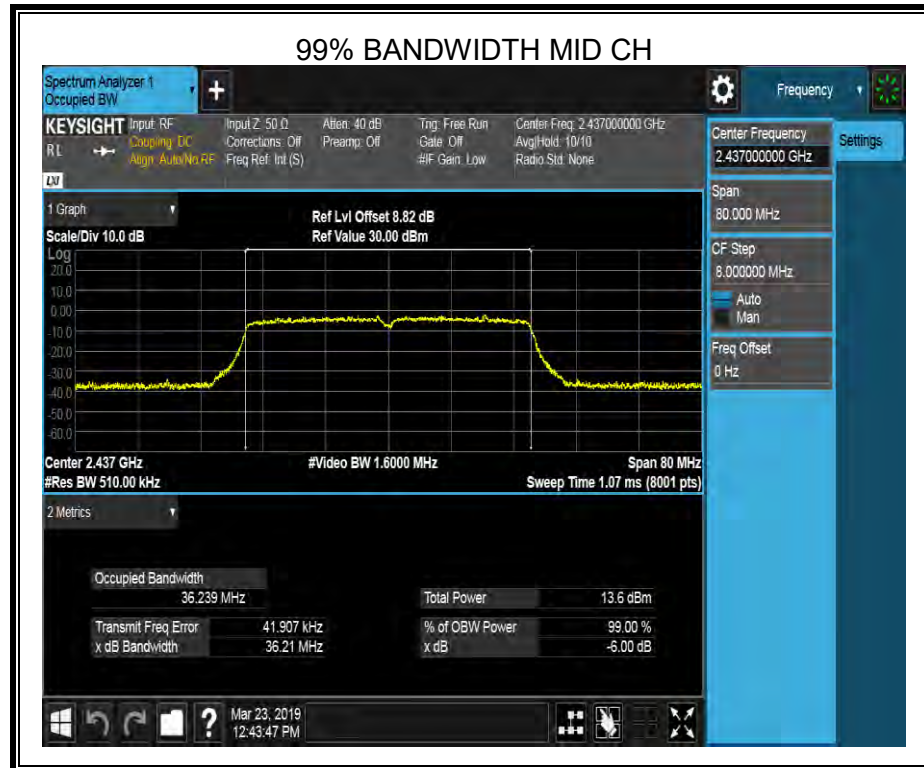 99% BANDWIDTH MID CH
Spectrum Analyzer 1
Occupied BW
+
Frequency
KEYSIGHT Input: RF Input Z: 50 Ω Atten: 40 dB Trig: Free Run Center Freq: 2.437000000 GHz
RL Coupling: DC Corrections: Off Preamp: Off Gate: Off Avg|Hold: 10/10
Align: Auto/No RF Freq Ref: Int (S) #IF Gain: Low Radio Std: None
LXI
Center Frequency
2.437000000 GHz
Settings
Span
80.000 MHz
CF Step
8.000000 MHz
Auto
Man
Freq Offset
0 Hz
1 Graph
Ref Lvl Offset 8.82 dB
Scale/Div 10.0 dB Ref Value 30.00 dBm
Log
20.0
10.0
0.00
-10.0
-20.0
-30.0
-40.0
-50.0
-60.0
Center 2.437 GHz #Video BW 1.6000 MHz Span 80 MHz
#Res BW 510.00 kHz Sweep Time 1.07 ms (8001 pts)
2 Metrics
Occupied Bandwidth
36.239 MHz Total Power 13.6 dBm
Transmit Freq Error 41.907 kHz % of OBW Power 99.00 %
x dB Bandwidth 36.21 MHz x dB -6.00 dB
? Mar 23, 2019
12:43:47 PM